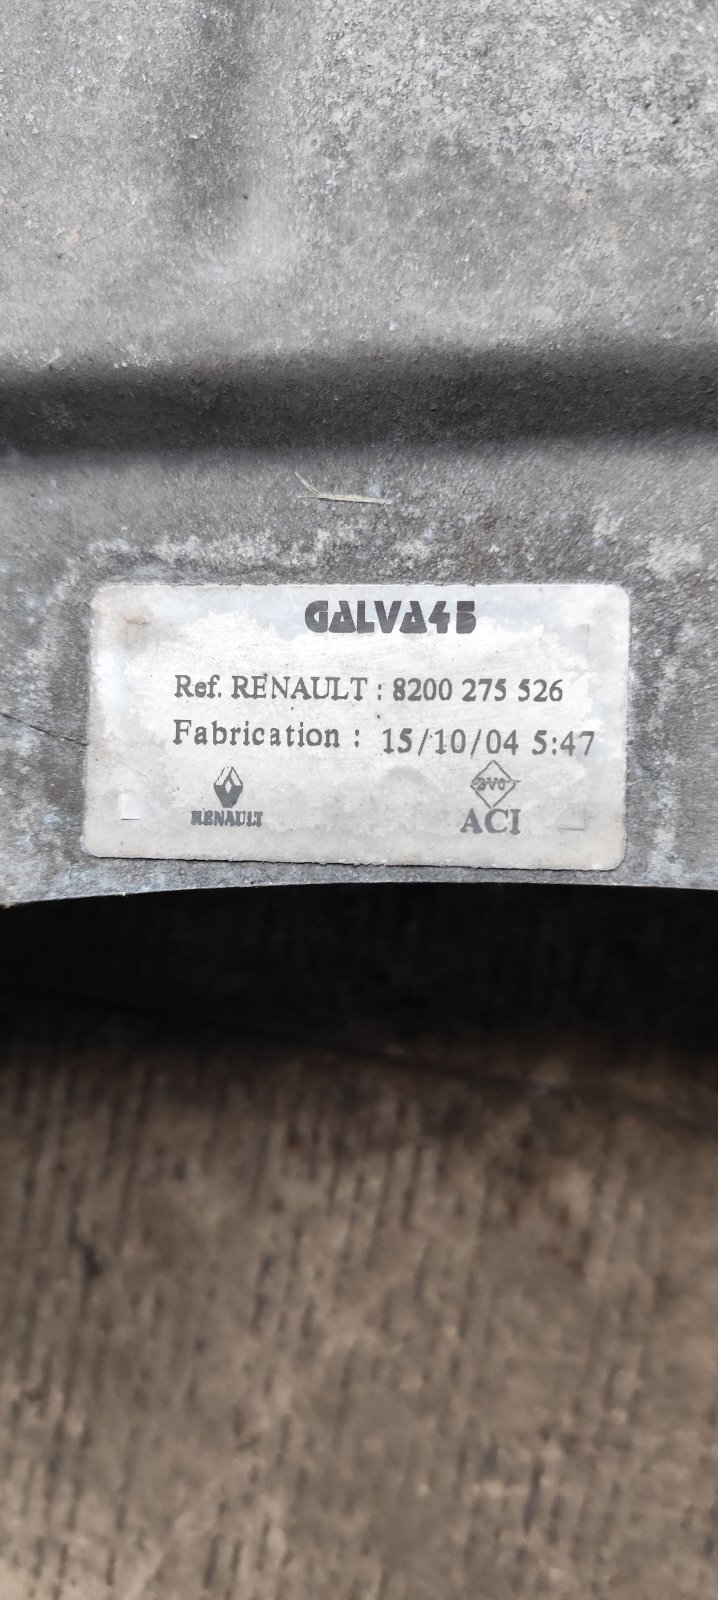 GALVA45
Ref. RENAULT : 8200 275 526
Fabrication : 15/10/04 5:47
RENAULT
ACI